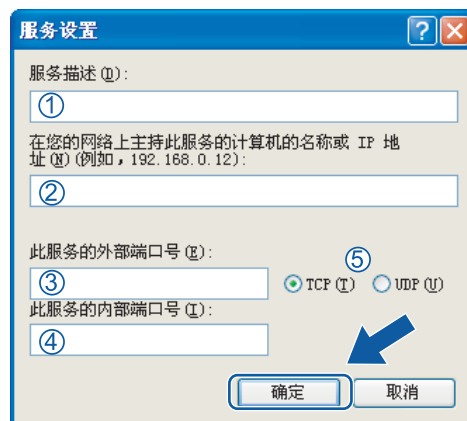 服务设置
服务描述(D):
①
在您的网络上主持此服务的计算机的名称或 IP 地
址(N)(例如，192.168.0.12):
②
此服务的外部端口号(E):
⑤
③ TCP(T) UDP(U)
此服务的内部端口号(I):
④
确定 取消